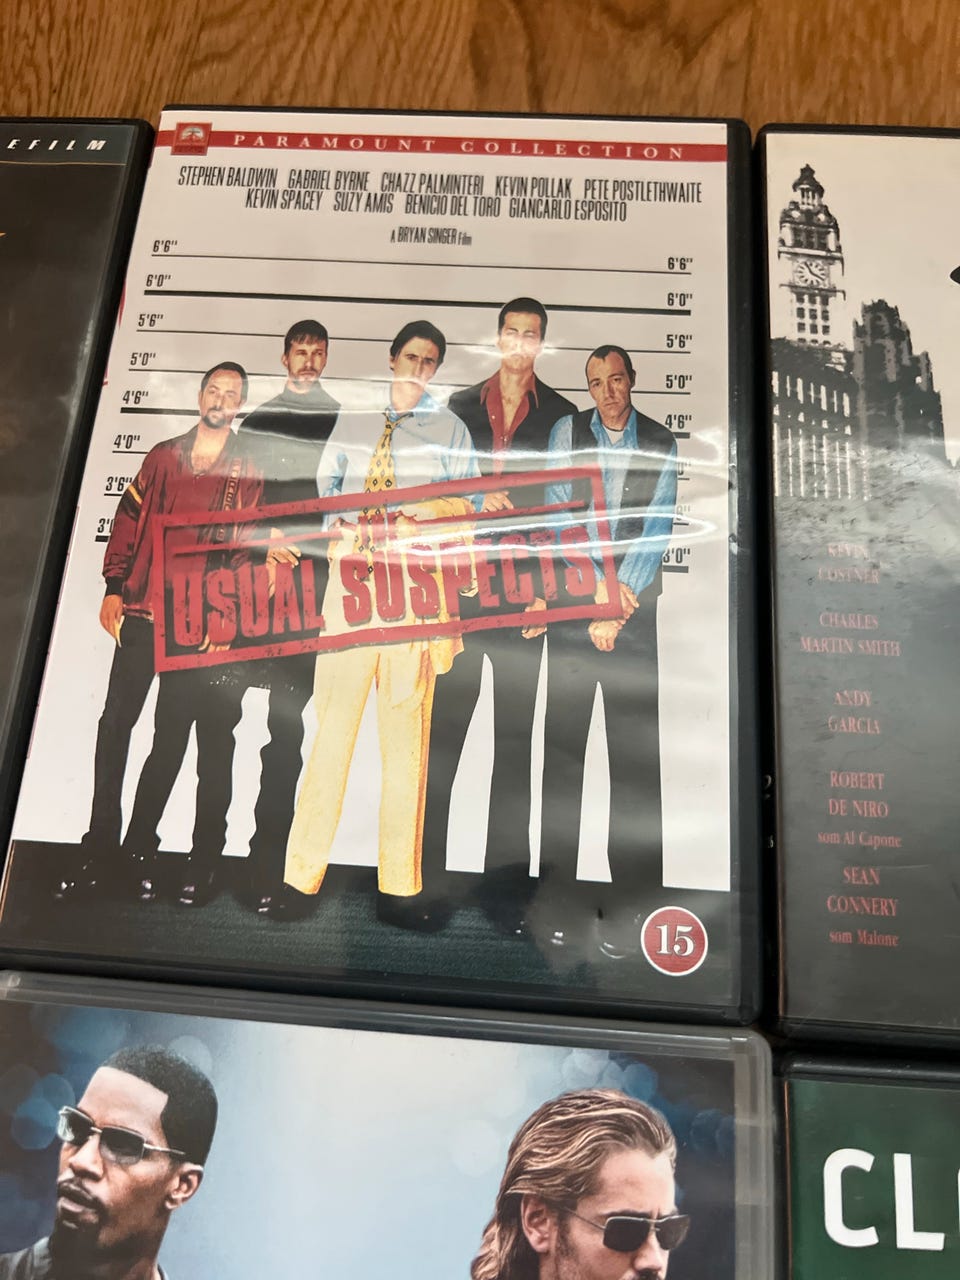 EFILM
PARAMOUNT COLLECTION
STEPHEN BALDWIN GABRIEL BYRNE CHAZZ PALMINTERI KEVIN POLLAK PETE POSTLETHWAITE
KEVIN SPACEY SUZY AMIS BENICIO DEL TORO GIANCARLO ESPOSITO
A BRYAN SINGER Film
6'6" 6'6"
6'0" 6'0"
5'6" 5'6"
5'0" 5'0"
4'6" 4'6"
4'0"
3'6"
3'0"
USUAL SUSPECTS
15
KEVIN
COSTNER
CHARLES
MARTIN SMITH
ANDY
GARCIA
ROBERT
DE NIRO
som Al Capone
SEAN
CONNERY
som Malone
CL